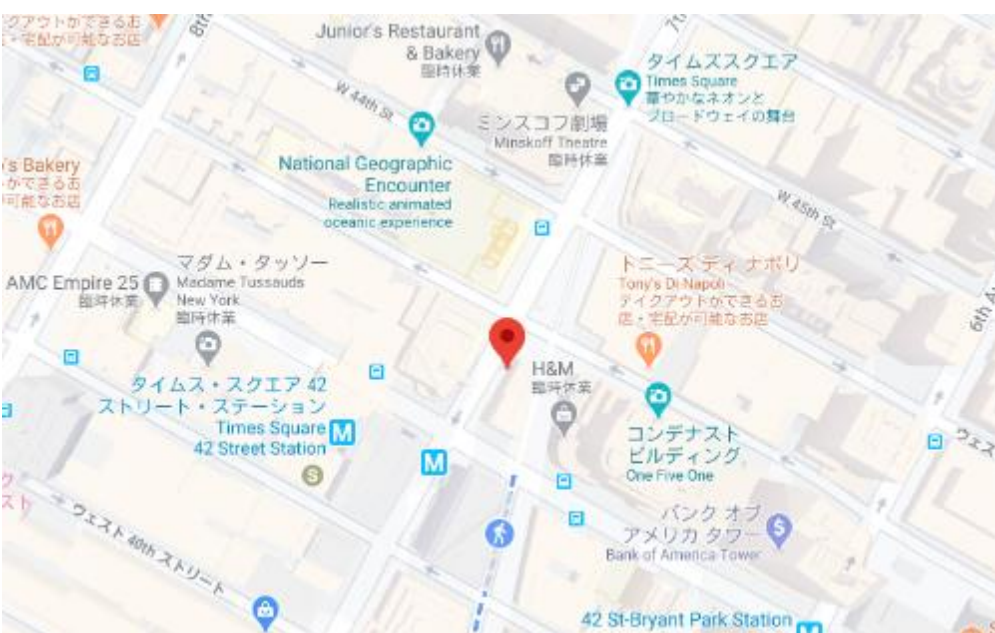 クアウトができるお
・宅配が可能なお店
8th
Junior's Restaurant
& Bakery
臨時休業
7th
タイムズスクエア
Times Square
華やかなネオンと
ブロードウェイの舞台
W 44th St
ミンスコフ劇場
Minskoff Theatre
臨時休業
's Bakery
ができるお
可能なお店
National Geographic
Encounter
Realistic animated
oceanic experience
W 45th St
AMC Empire 25
臨時休業
マダム・タッソー
Madame Tussauds
New York
臨時休業
トニーズ ディ ナポリ
Tony's Di Napoli
テイクアウトができるお
店・宅配が可能なお店
6th Av
H&M
臨時休業
タイムス・スクエア 42
ストリート・ステーション
Times Square
42 Street Station
M
M
S
コンデナスト
ビルディング
One Five One
ウェス
ク
スト
ウェスト 40th ストリート
バンク オブ
アメリカ タワー
Bank of America Tower
$
42 St-Bryant Park Station